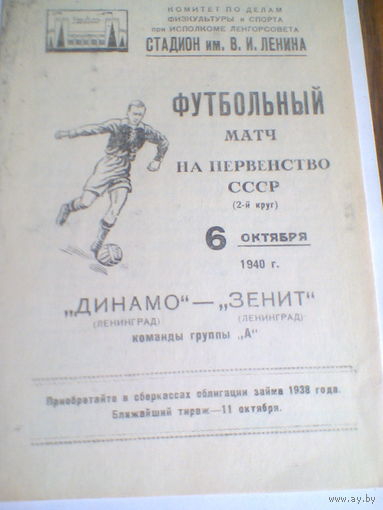 КОМИТЕТ ПО ДЕЛАМ
ФИЗКУЛЬТУРЫ И СПОРТА
при ИСПОЛКОМЕ ЛЕНГОРСОВЕТА
СТАДИОН им. В. И. ЛЕНИНА
ФУТБОЛЬНЫЙ
МАТЧ
НА ПЕРВЕНСТВО
СССР
(2-й круг)
6 ОКТЯБРЯ
1940 г.
„ДИНАМО" — „ЗЕНИТ"
(ЛЕНИНГРАД) (ЛЕНИНГРАД)
команды группы „А"
Приобретайте в сберкассах облигации займа 1938 года.
Ближайший тираж—11 октября.
www.ay.by